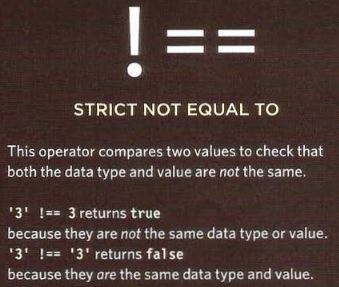 !==
STRICT NOT EQUAL TO
This operator compares two values to check that
both the data type and value are not the same.
'3' !== 3 returns true
because they are not the same data type or value.
'3' !== '3' returns false
because they are the same data type and value.